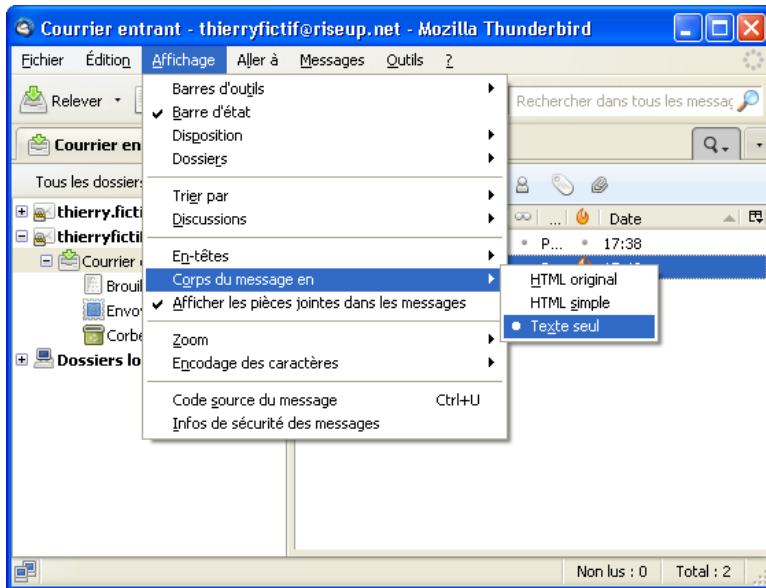 Courrier entrant - thierryfictif@riseup.net - Mozilla Thunderbird
Fichier Édition Affichage Aller à Messages Outils ?
Relever
Rechercher dans tous les messag
Courrier en
Tous les dossier
thierry.ficti
thierryfictif
Courrier
Brouil
Envo
Corbe
Dossiers lo
Barres d'outils
Barre d'état
Disposition
Dossiers
Trier par
Discussions
En-têtes
Corps du message en
Afficher les pièces jointes dans les messages
Zoom
Encodage des caractères
Code source du message Ctrl+U
Infos de sécurité des messages
... Date
P... 17:38
HTML original
HTML simple
Texte seul
Non lus : 0 Total : 2